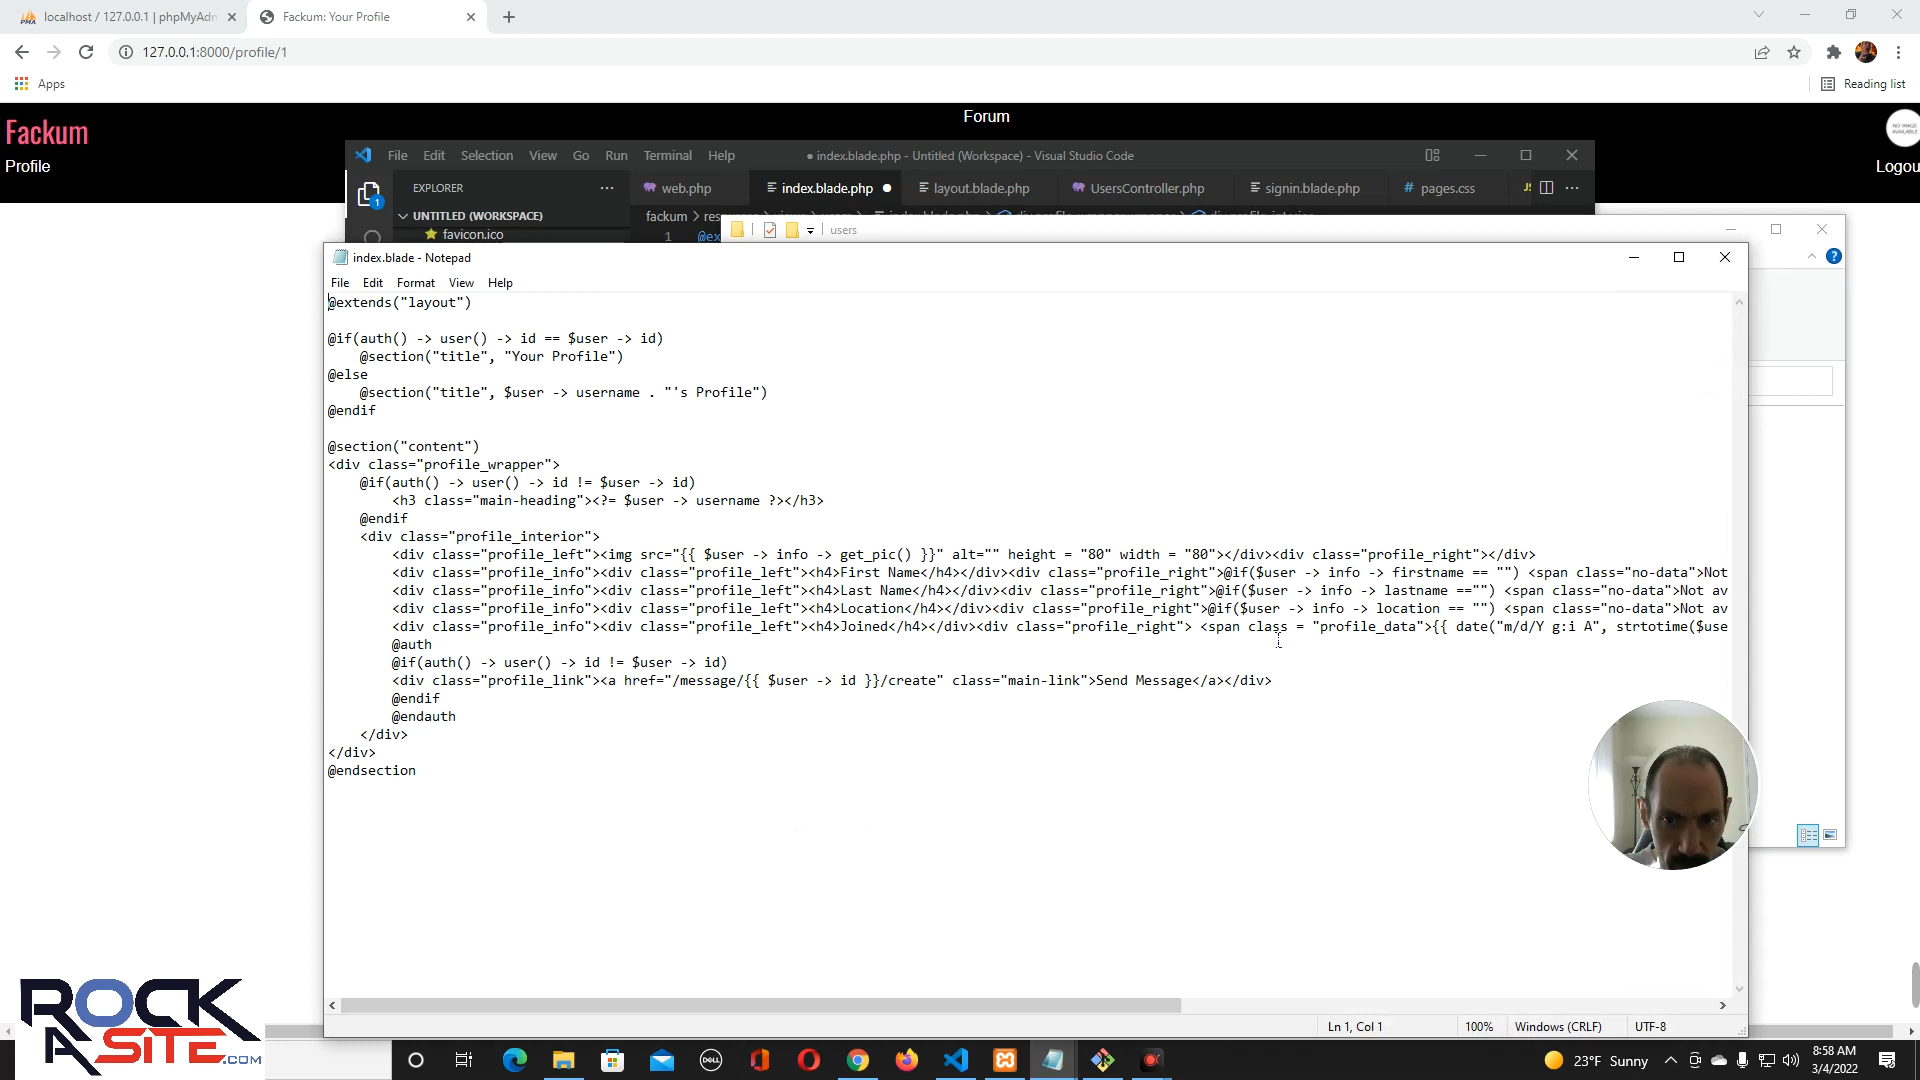 localhost / 127.0.0.1 | phpMyAdm
Fackum: Your Profile
127.0.0.1:8000/profile/1
Apps
Reading list
Fackum
Forum
NO IMAGE AVAILABLE
Profile
Logou
File Edit Selection View Go Run Terminal Help
● index.blade.php - Untitled (Workspace) - Visual Studio Code
EXPLORER
web.php
index.blade.php
layout.blade.php
UsersController.php
signin.blade.php
pages.css
UNTITLED (WORKSPACE)
fackum > res
favicon.ico
1 @ex
users
index.blade - Notepad
File Edit Format View Help
@extends("layout")
@if(auth() -> user() -> id == $user -> id)
@section("title", "Your Profile")
@else
@section("title", $user -> username . "'s Profile")
@endif
@section("content")
<div class="profile_wrapper">
@if(auth() -> user() -> id != $user -> id)
<h3 class="main-heading"><?= $user -> username ?></h3>
@endif
<div class="profile_interior">
<div class="profile_left"><img src="{{ $user -> info -> get_pic() }}" alt="" height = "80" width = "80"></div><div class="profile_right"></div>
<div class="profile_info"><div class="profile_left"><h4>First Name</h4></div><div class="profile_right">@if($user -> info -> firstname == "") <span class="no-data">Not
<div class="profile_info"><div class="profile_left"><h4>Last Name</h4></div><div class="profile_right">@if($user -> info -> lastname =="") <span class="no-data">Not av
<div class="profile_info"><div class="profile_left"><h4>Location</h4></div><div class="profile_right">@if($user -> info -> location == "") <span class="no-data">Not av
<div class="profile_info"><div class="profile_left"><h4>Joined</h4></div><div class="profile_right"> <span class = "profile_data">{{ date("m/d/Y g:i A", strtotime($use
@auth
@if(auth() -> user() -> id != $user -> id)
<div class="profile_link"><a href="/message/{{ $user -> id }}/create" class="main-link">Send Message</a></div>
@endif
@endauth
</div>
</div>
@endsection
Ln 1, Col 1
100%
Windows (CRLF)
UTF-8
ROCK
A SITE.COM
DELL
23°F Sunny
8:58 AM
3/4/2022